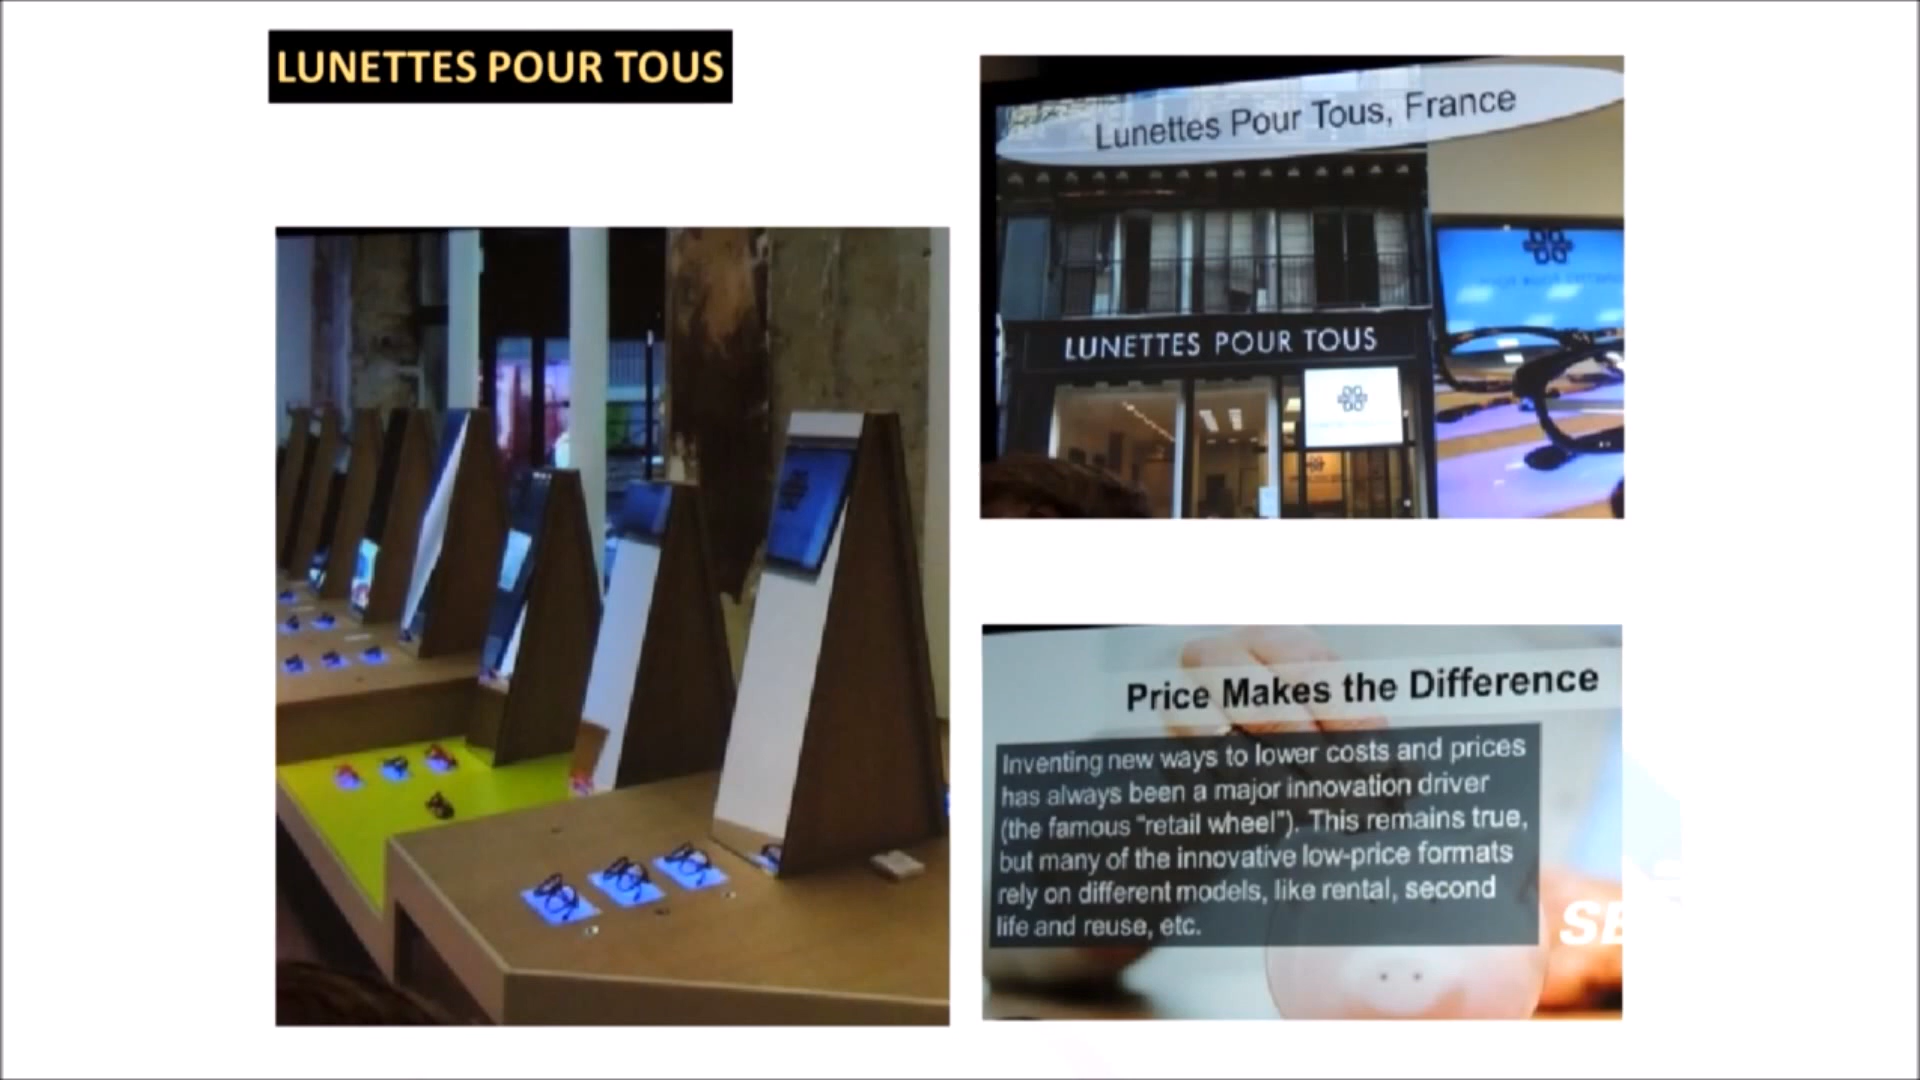 LUNETTES POUR TOUS
Lunettes Pour Tous, France
LUNETTES POUR TOUS
Price Makes the Difference
Inventing new ways to lower costs and prices
has always been a major innovation driver
(the famous "retail wheel"). This remains true,
but many of the innovative low-price formats
rely on different models, like rental, second
life and reuse, etc.